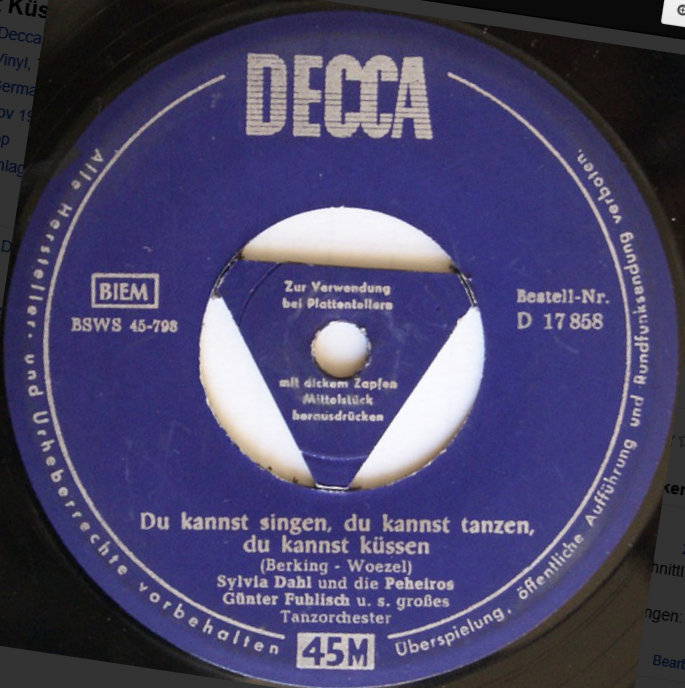 DECCA
Alle Hersteller- und Urheberrechte vorbehalten
Überspielung, öffentliche Aufführung und Rundfunksendung verboten.
BIEM
BSWS 45-798
Zur Verwendung
bei Plattentellern
mit dickem Zapfen
Mittelstück
herausdrücken
Bestell-Nr.
D 17 858
Du kannst singen, du kannst tanzen,
du kannst küssen
(Berking - Woezel)
Sylvia Dahl und die Peheiros
Günter Fuhlisch u. s. großes
Tanzorchester
45M